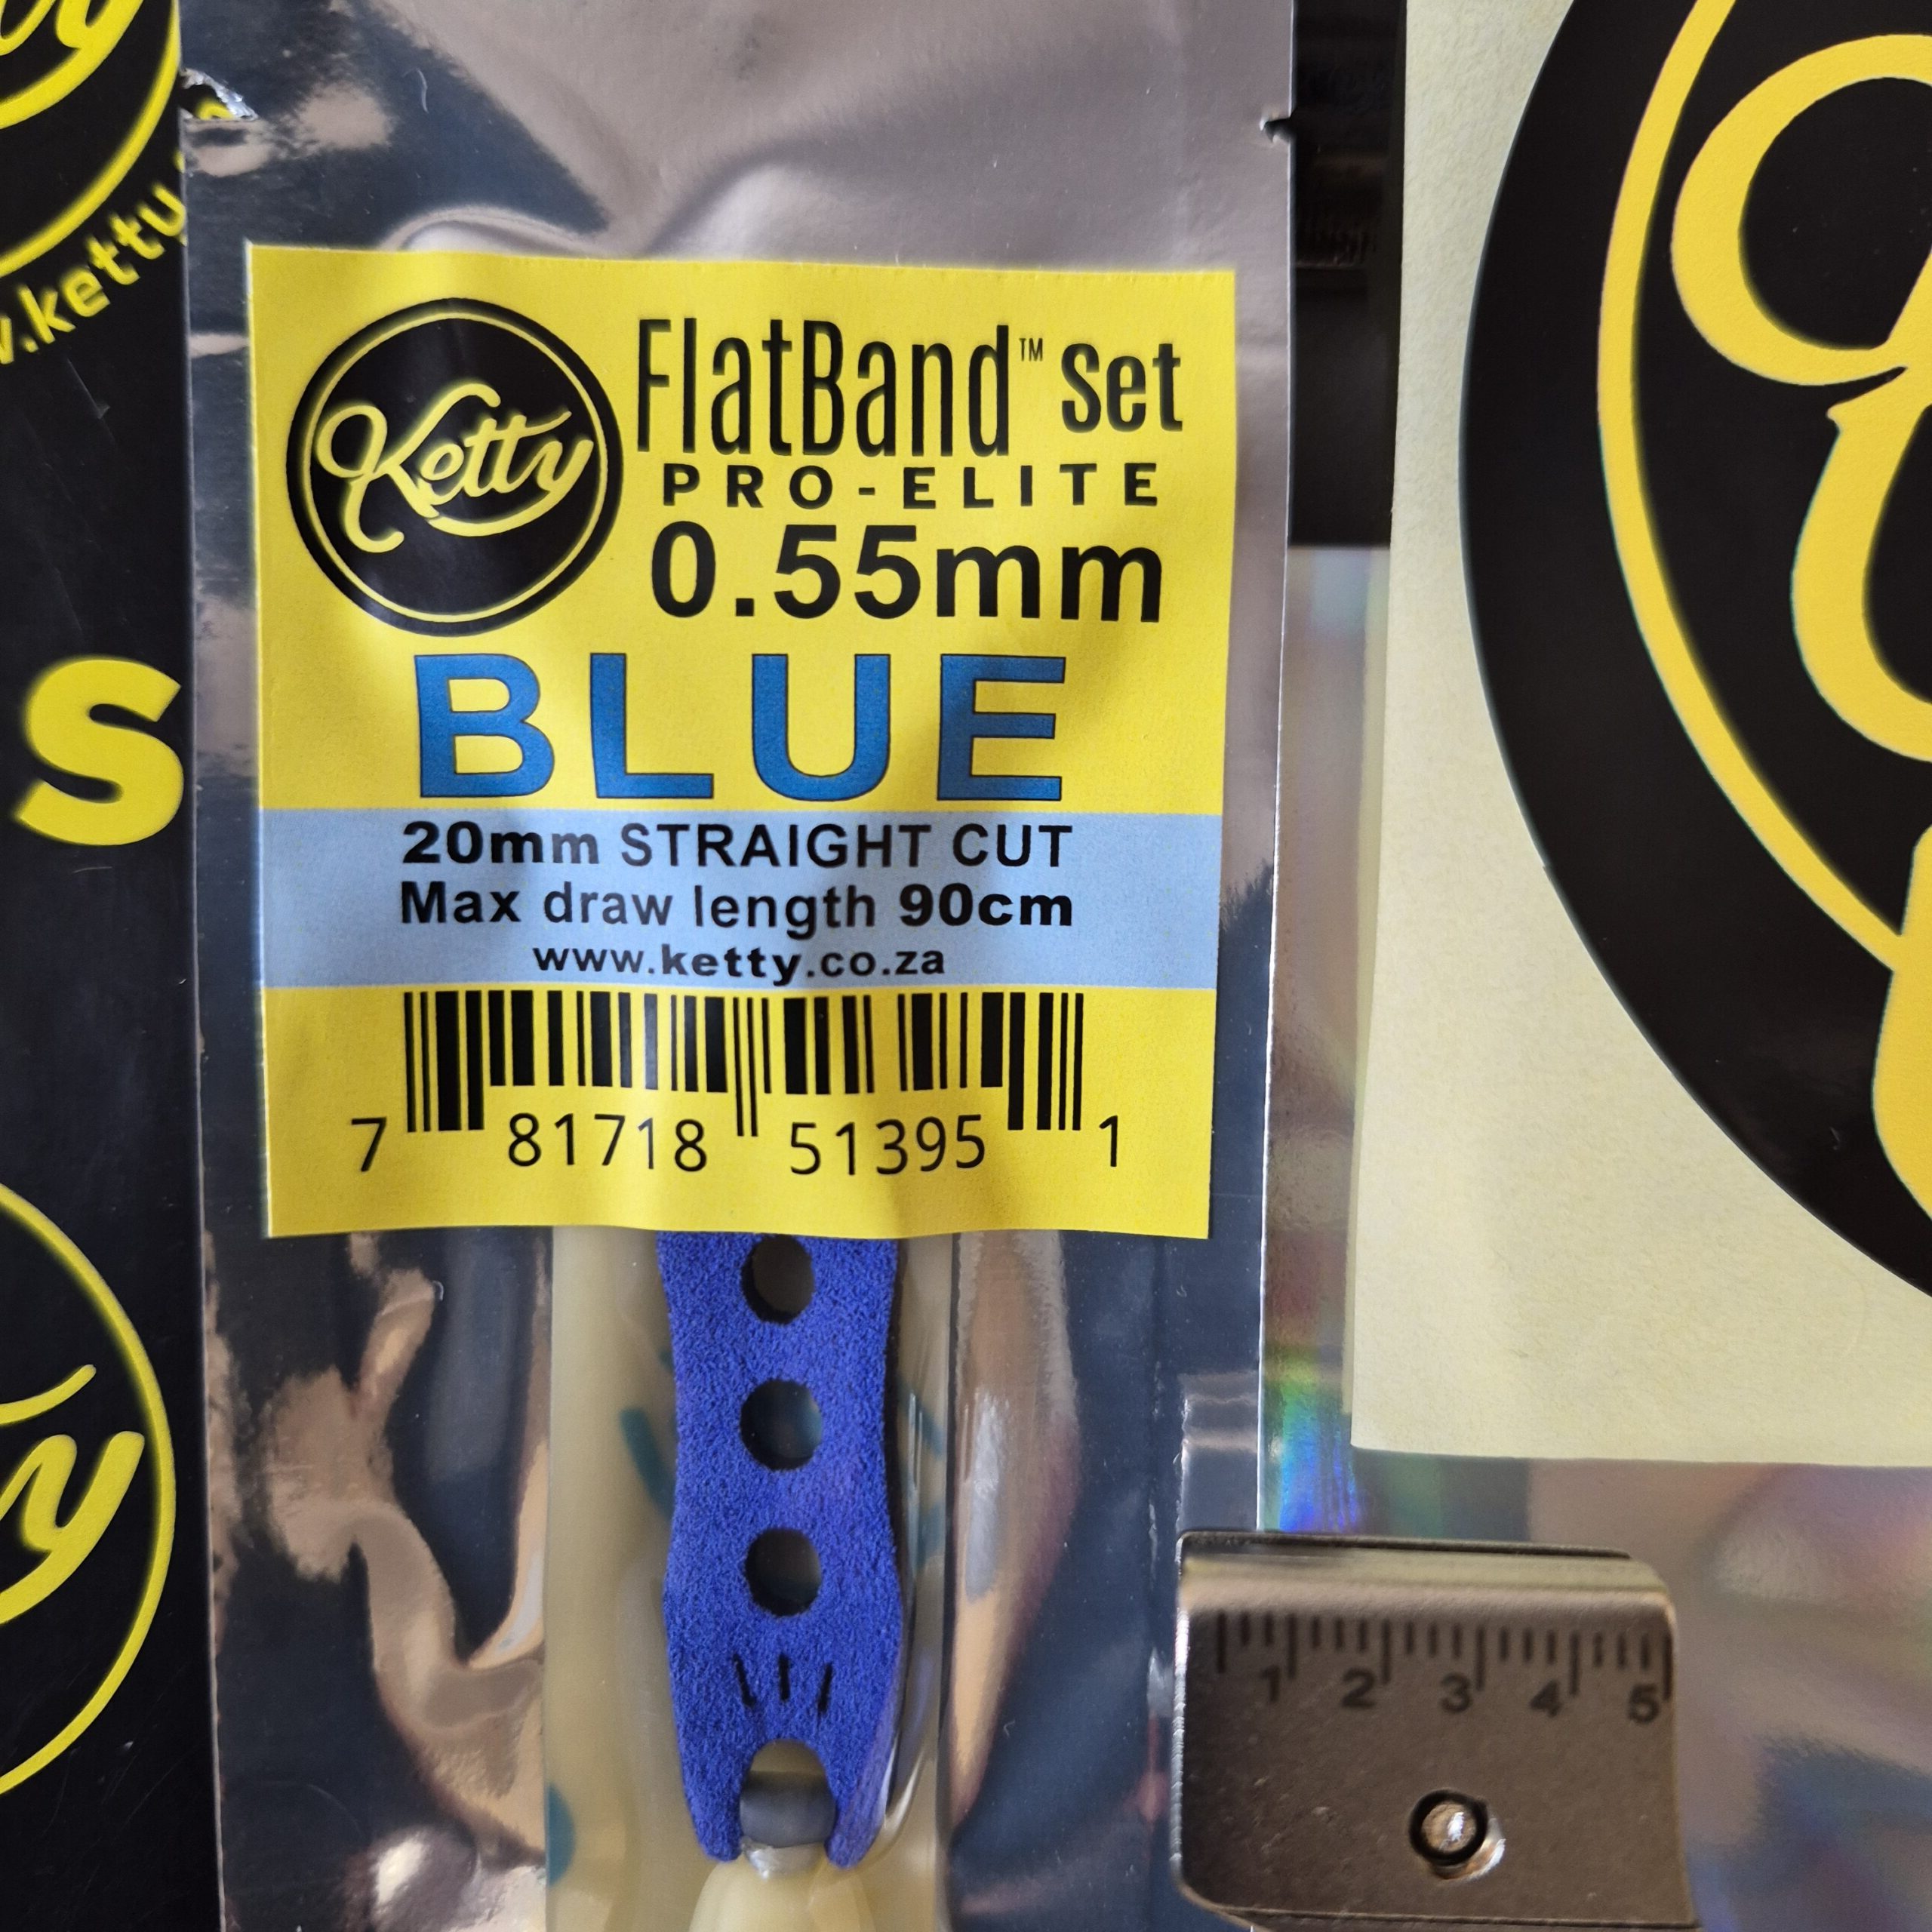 Ketty
FlatBand™ Set
PRO-ELITE
0.55mm
BLUE
20mm STRAIGHT CUT
Max draw length 90cm
www.ketty.co.za
7 81718 51395 1
1 2 3 4 5
S